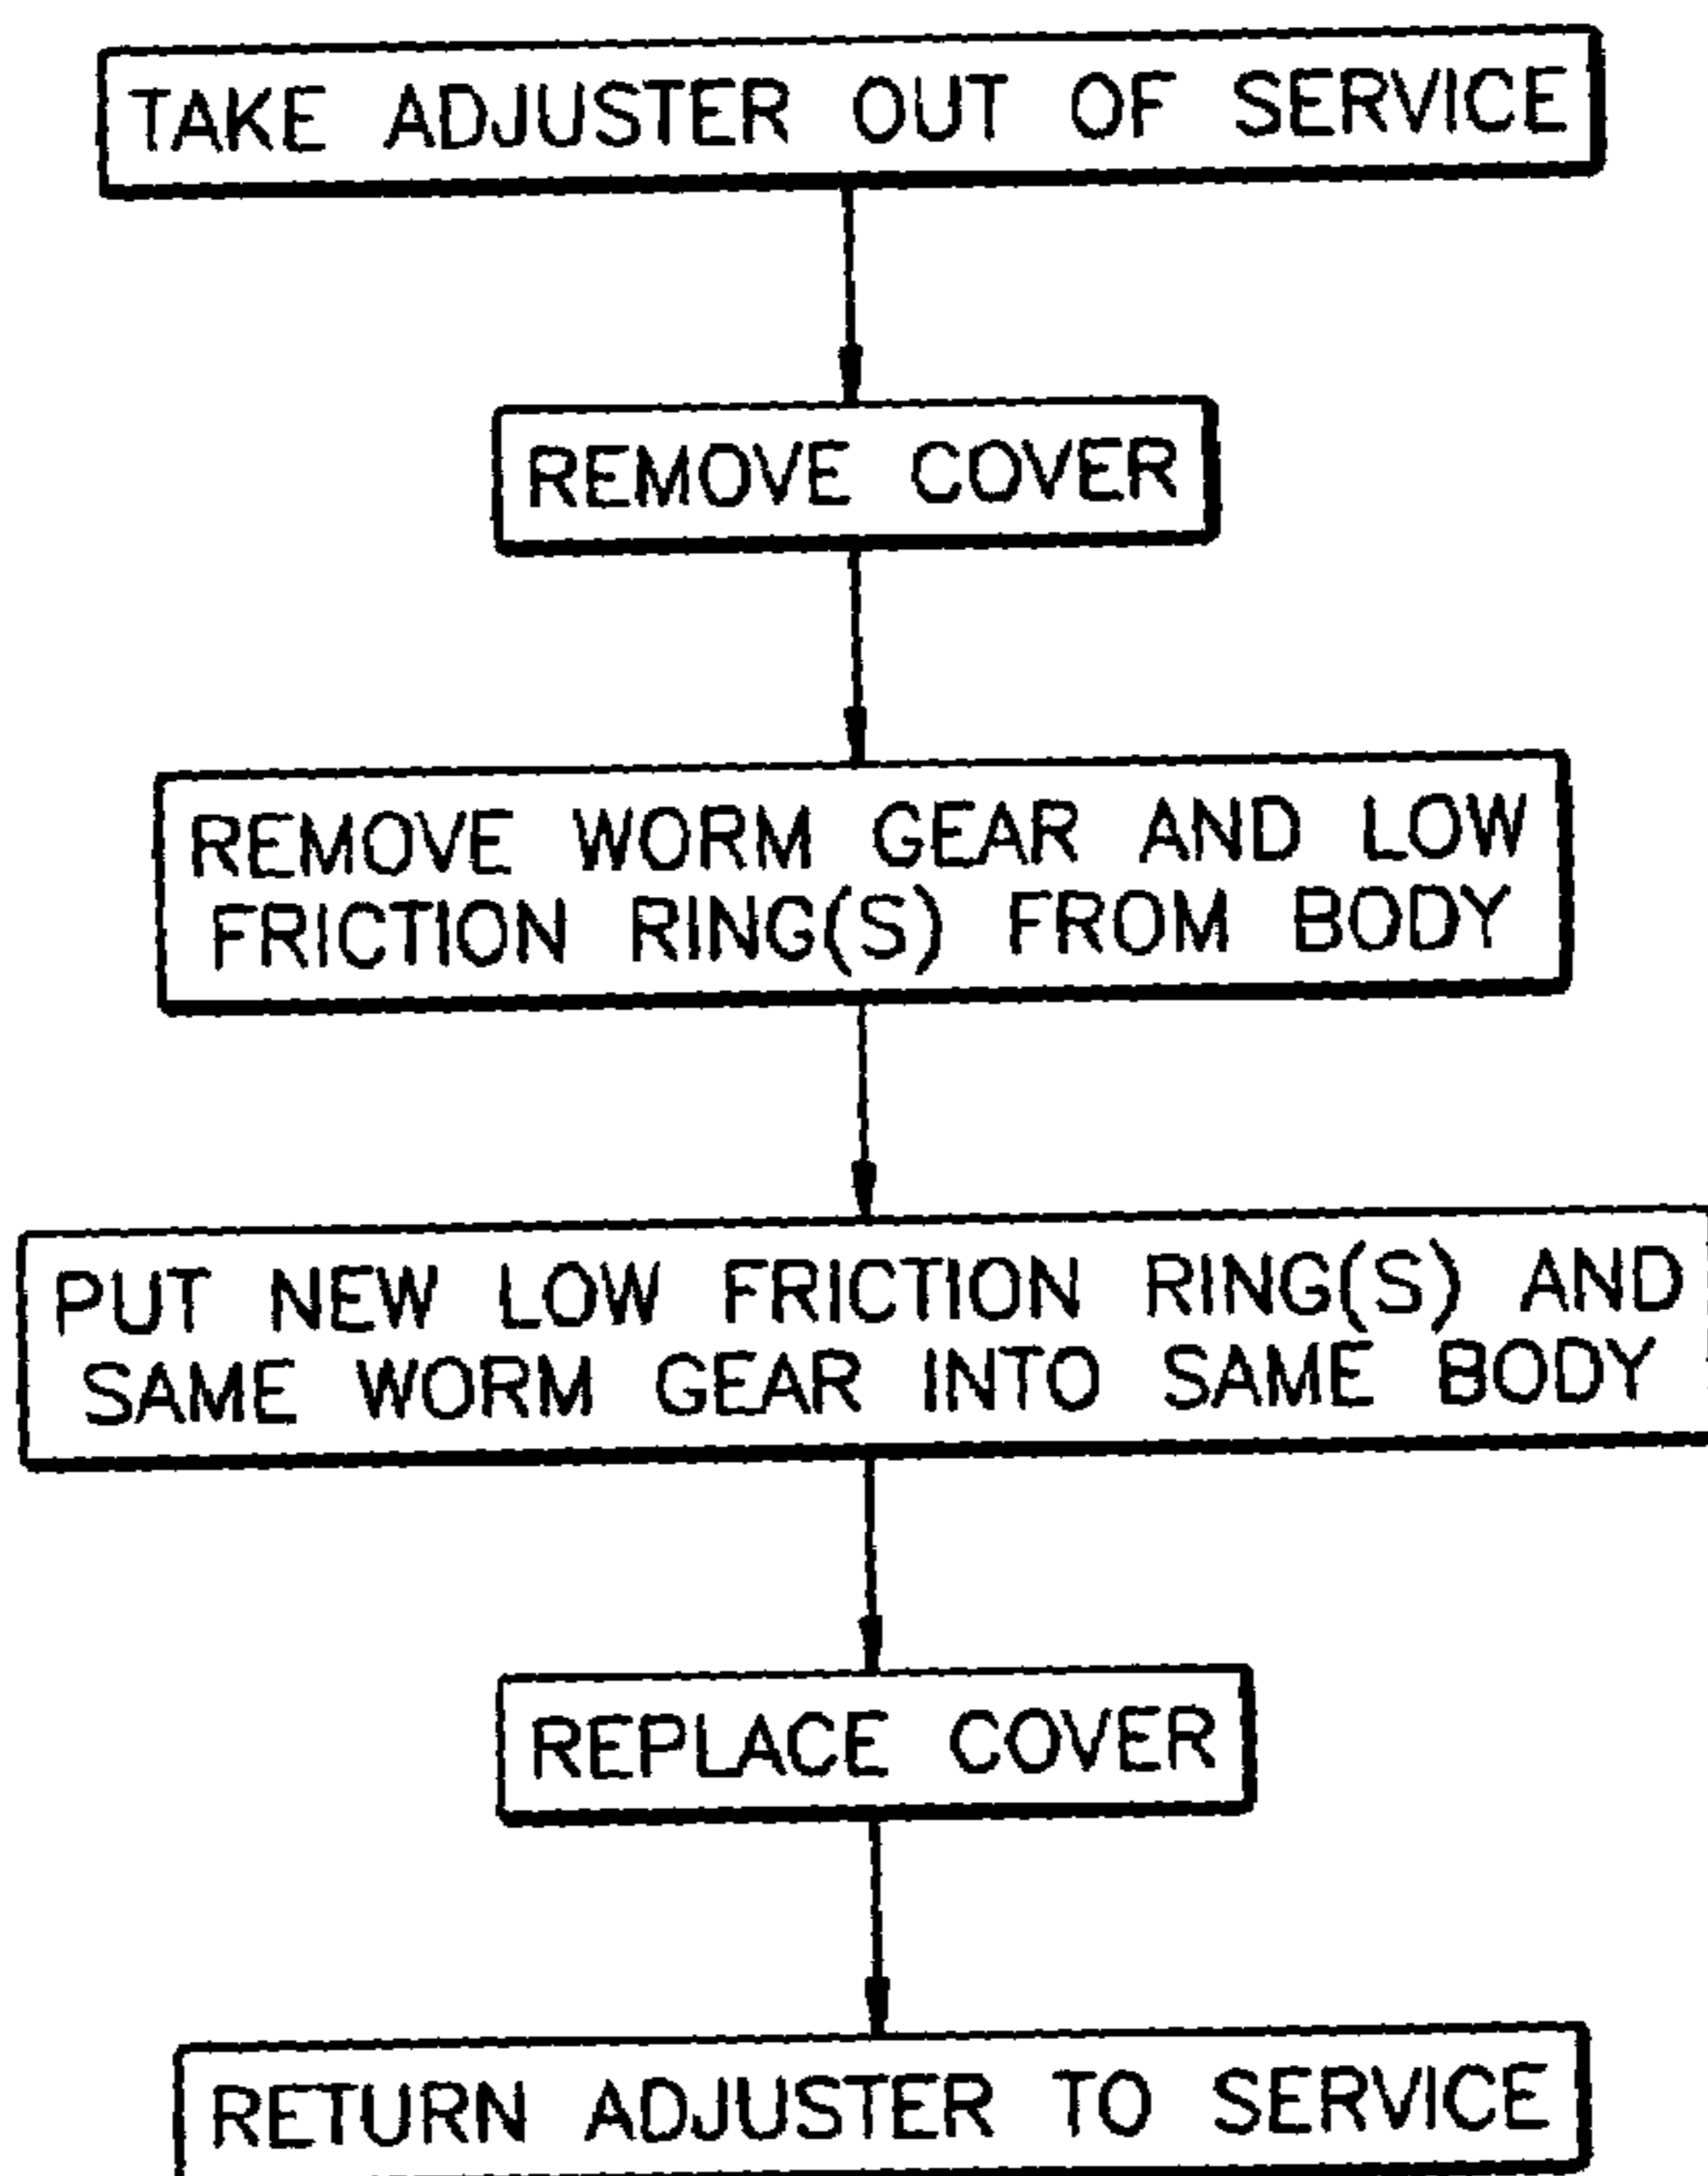 TAKE ADJUSTER OUT OF SERVICE
REMOVE COVER
REMOVE WORM GEAR AND LOW
FRICTION RING(S) FROM BODY
PUT NEW LOW FRICTION RING(S) AND
SAME WORM GEAR INTO SAME BODY
REPLACE COVER
RETURN ADJUSTER TO SERVICE